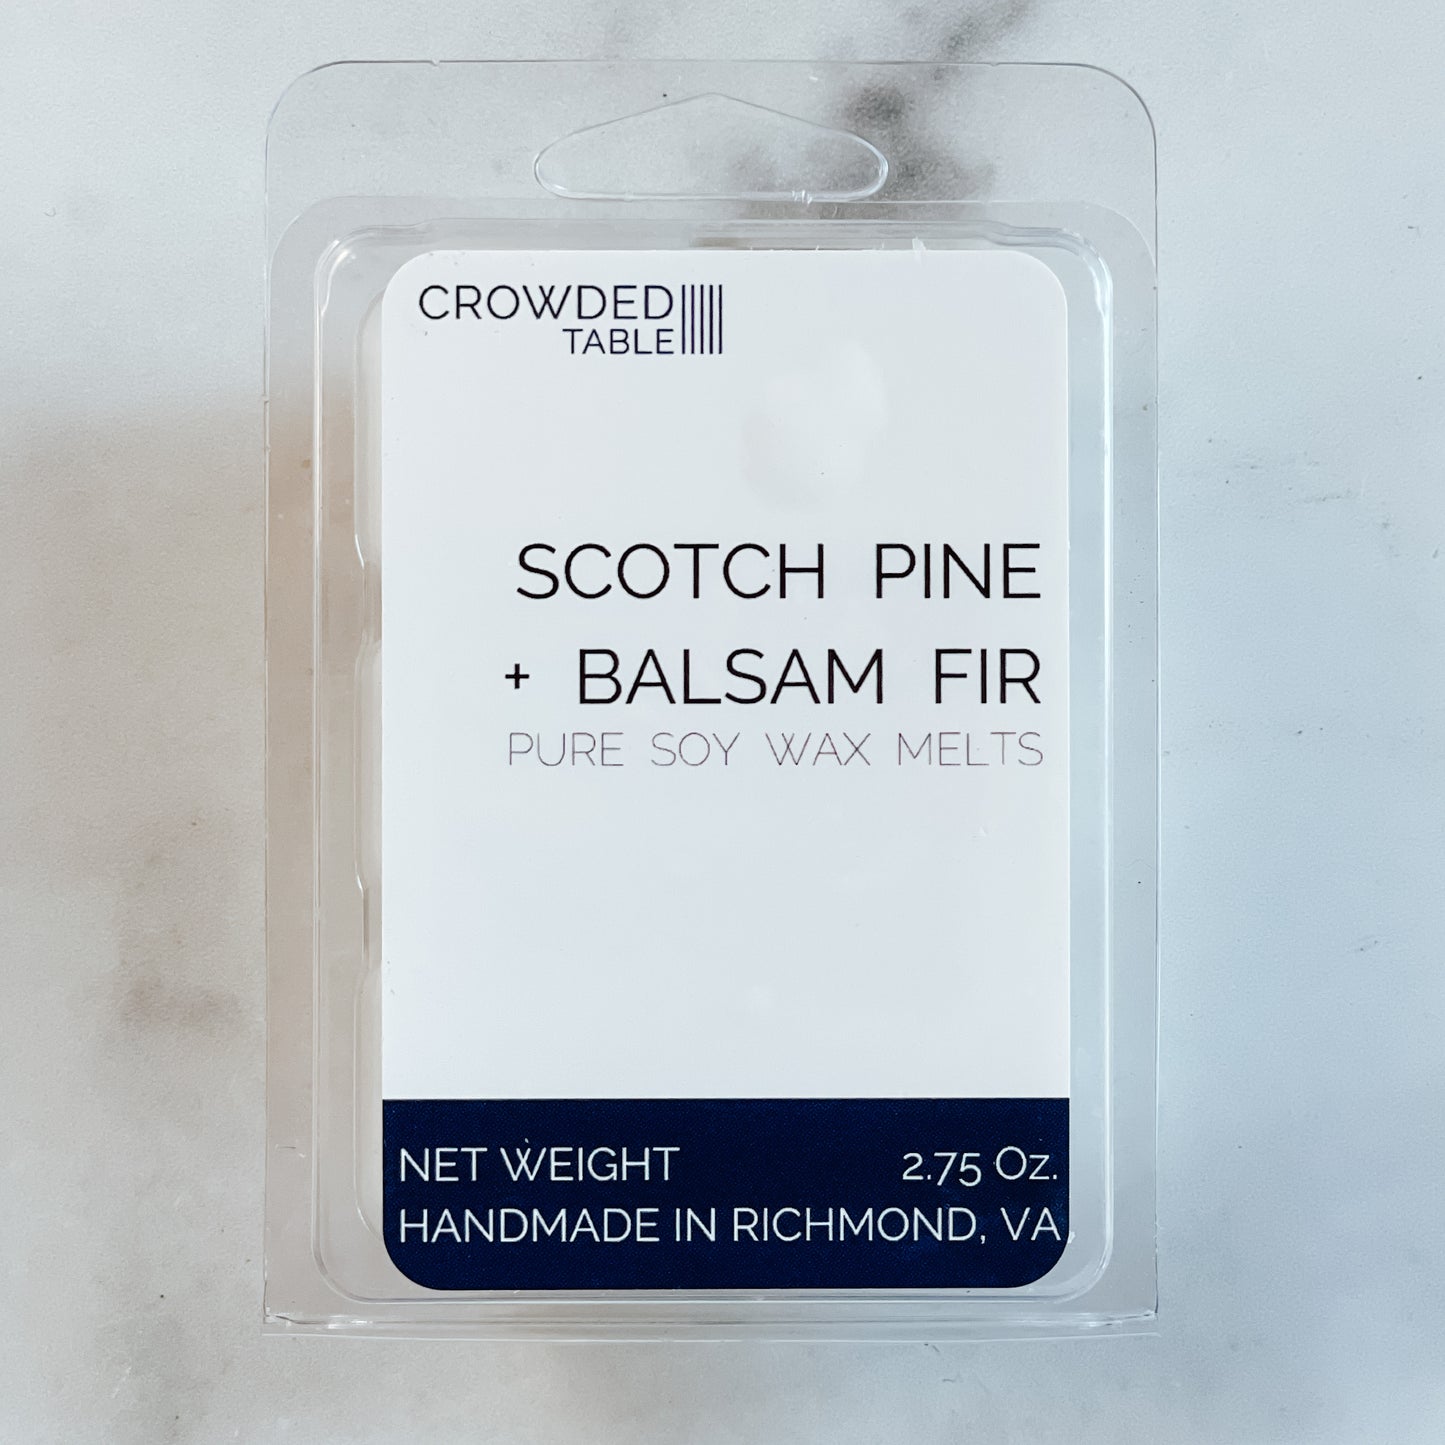 CROWDED
TABLE
SCOTCH PINE
+ BALSAM FIR
PURE SOY WAX MELTS
NET WEIGHT 2.75 Oz.
HANDMADE IN RICHMOND, VA